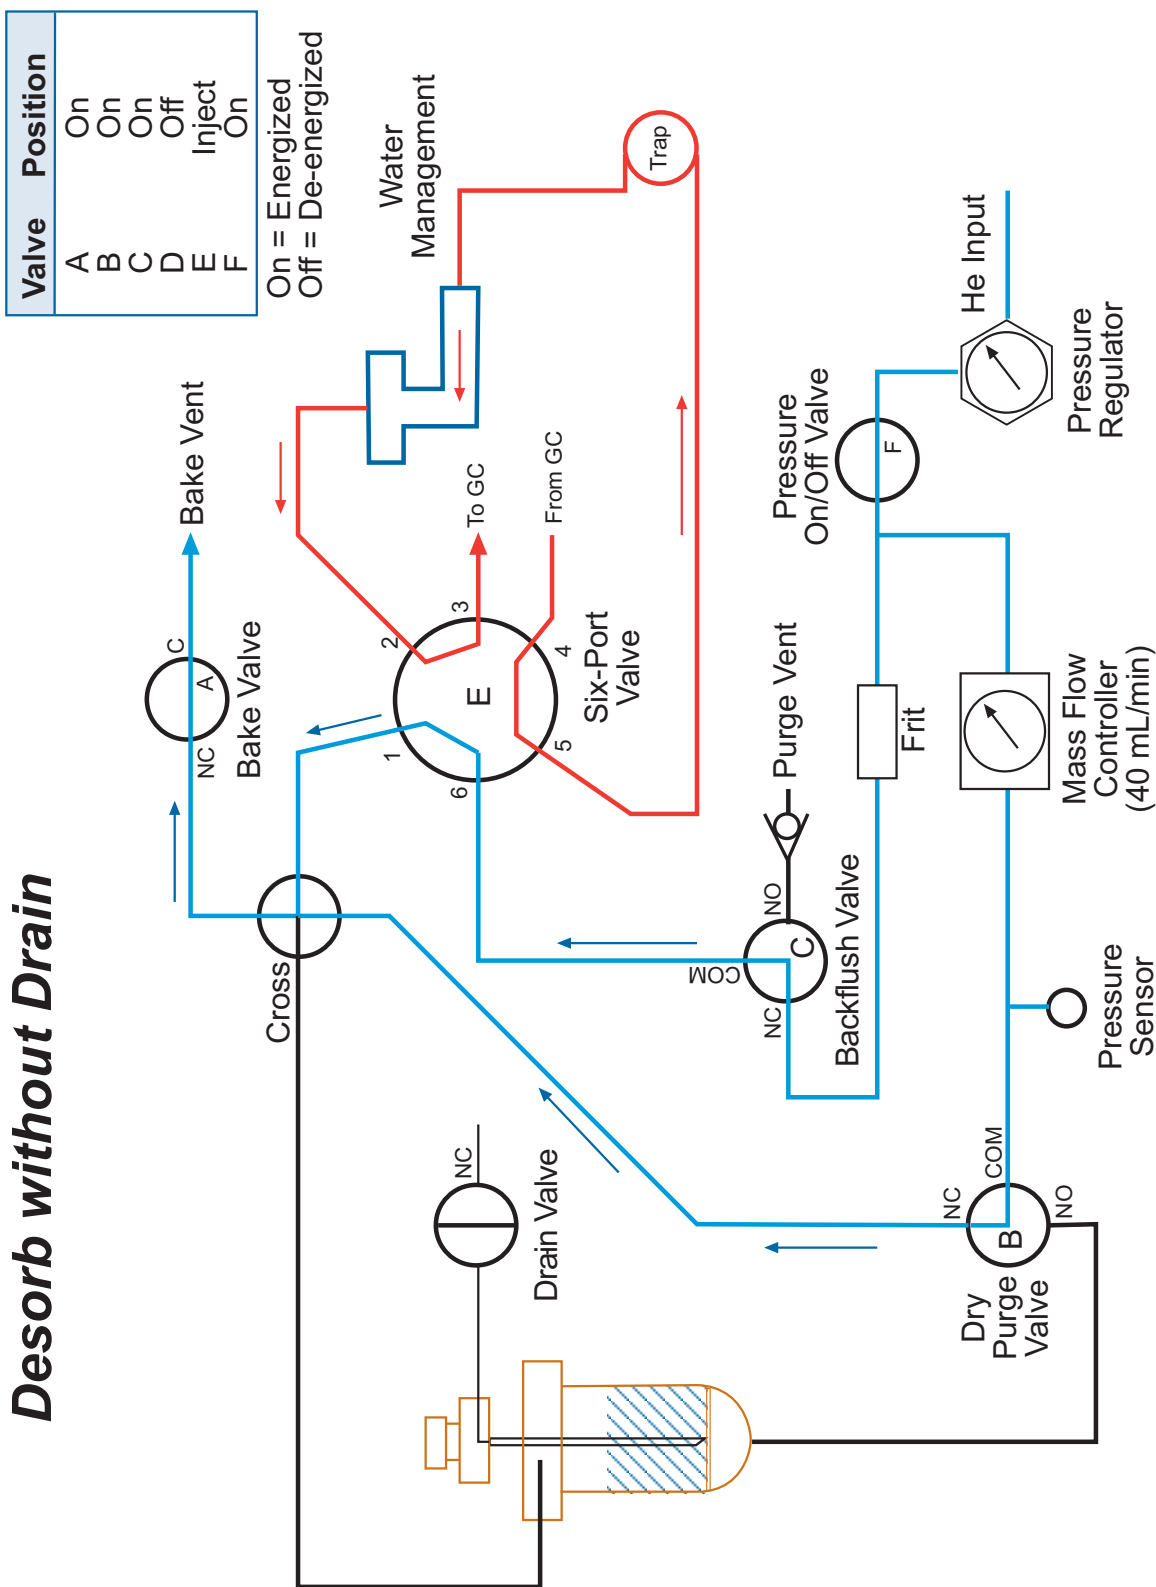 Desorb without Drain
Valve Position
A On
B On
C On
D Off
E Inject
F On
On = Energized
Off = De-energized
Bake Vent
C
A
NC
Bake Valve
Water
Management
Trap
To GC
From GC
1
2
3
4
5
6
E
Six-Port
Valve
Cross
Purge Vent
NO
C
COM
NC
Backflush Valve
Frit
Pressure
On/Off Valve
F
He Input
Pressure
Regulator
Mass Flow
Controller
(40 mL/min)
Pressure
Sensor
NC
Drain Valve
NC
COM
B
NO
Dry
Purge
Valve